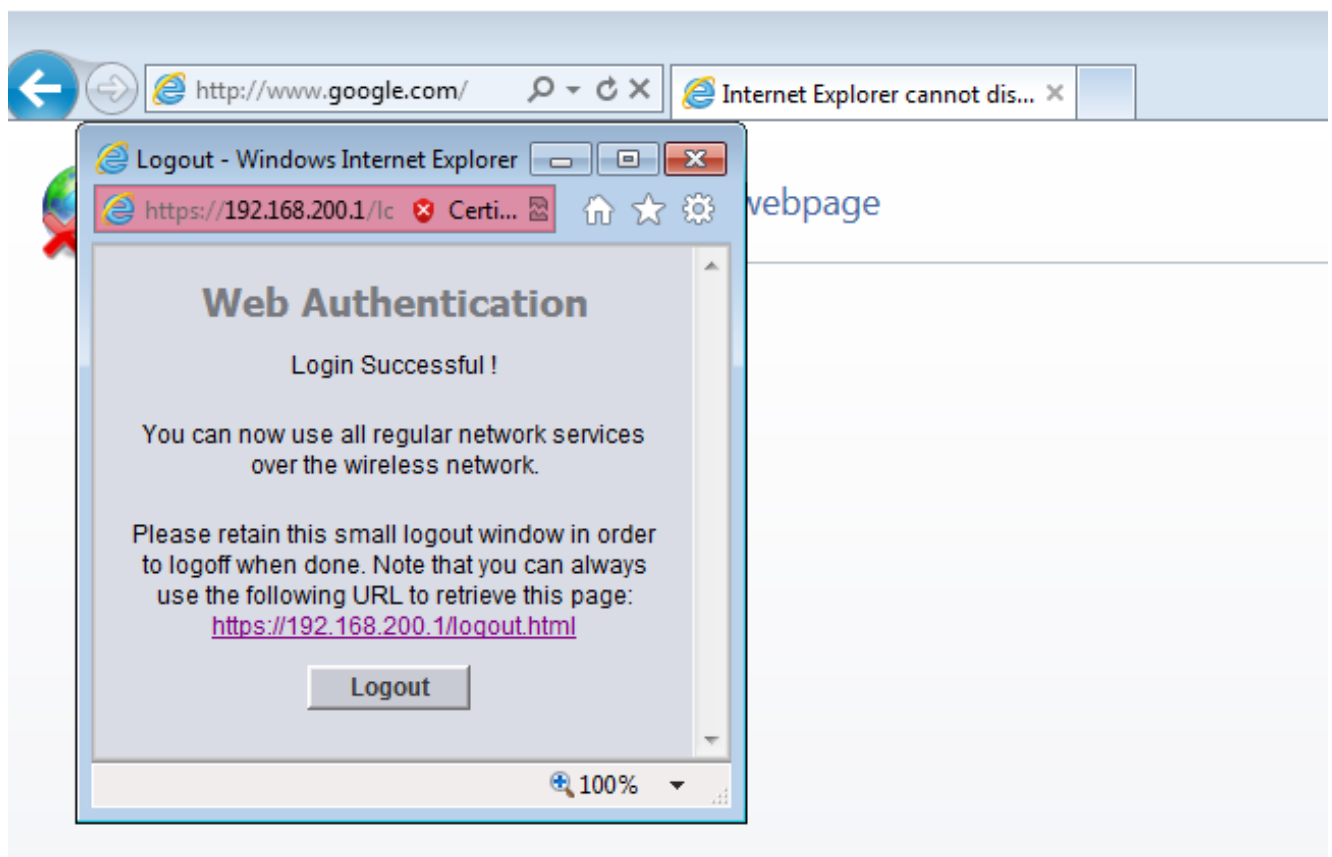 http://www.google.com/
Internet Explorer cannot dis...
Logout - Windows Internet Explorer
https://192.168.200.1/lc
Certi...
webpage
Web Authentication
Login Successful !
You can now use all regular network services
over the wireless network.
Please retain this small logout window in order
to logoff when done. Note that you can always
use the following URL to retrieve this page:
https://192.168.200.1/logout.html
Logout
100%